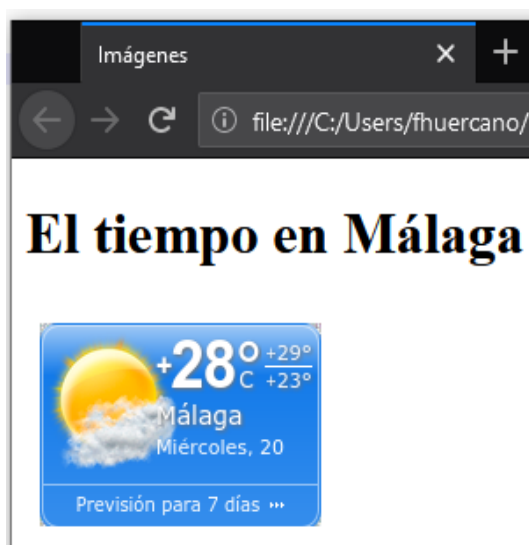 Imágenes
file:///C:/Users/fhuercano/
El tiempo en Málaga
+28° C +29° +23°
Málaga
Miércoles, 20
Previsión para 7 días ···